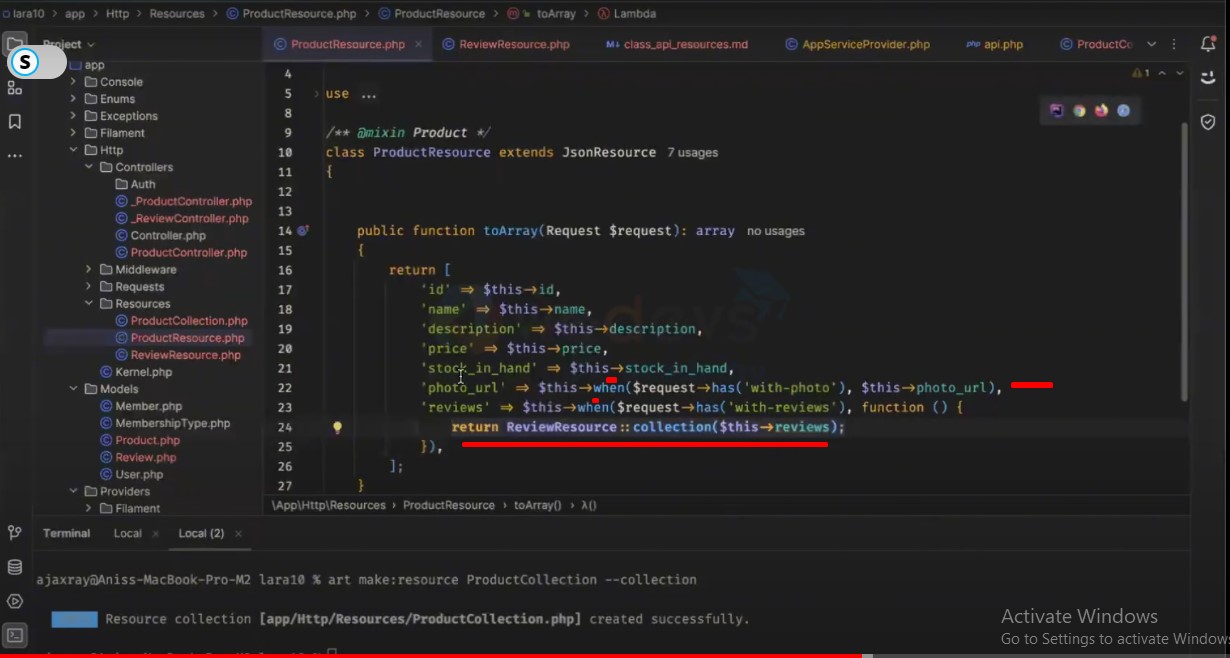 lara10 > app > Http > Resources > ProductResource.php > ProductResource > toArray > Lambda
Project
ProductResource.php × ReviewResource.php class_api_resources.md AppServiceProvider.php api.php ProductCo
S
app
Console
Enums
Exceptions
Filament
Http
Controllers
Auth
_ProductController.php
_ReviewController.php
Controller.php
ProductController.php
Middleware
Requests
Resources
ProductCollection.php
ProductResource.php
ReviewResource.php
Kernel.php
Models
Member.php
MembershipType.php
Product.php
Review.php
User.php
Providers
Filament
1
4
5 use ...
8
9 /** @mixin Product */
10 class ProductResource extends JsonResource 7 usages
11 {
12
13
14 public function toArray(Request $request): array no usages
15 {
16 return [
17 'id' => $this->id,
18 'name' => $this->name,
19 'description' => $this->description,
20 'price' => $this->price,
21 'stock_in_hand' => $this->stock_in_hand,
22 'photo_url' => $this->when($request->has('with-photo'), $this->photo_url),
23 'reviews' => $this->when($request->has('with-reviews'), function () {
24 return ReviewResource::collection($this->reviews);
25 }),
26 ];
27 }
\App\Http\Resources > ProductResource > toArray() > λ()
Terminal Local × Local (2) ×
ajaxray@Aniss-MacBook-Pro-M2 lara10 % art make:resource ProductCollection --collection
Resource collection [app/Http/Resources/ProductCollection.php] created successfully.
Activate Windows
Go to Settings to activate Windows